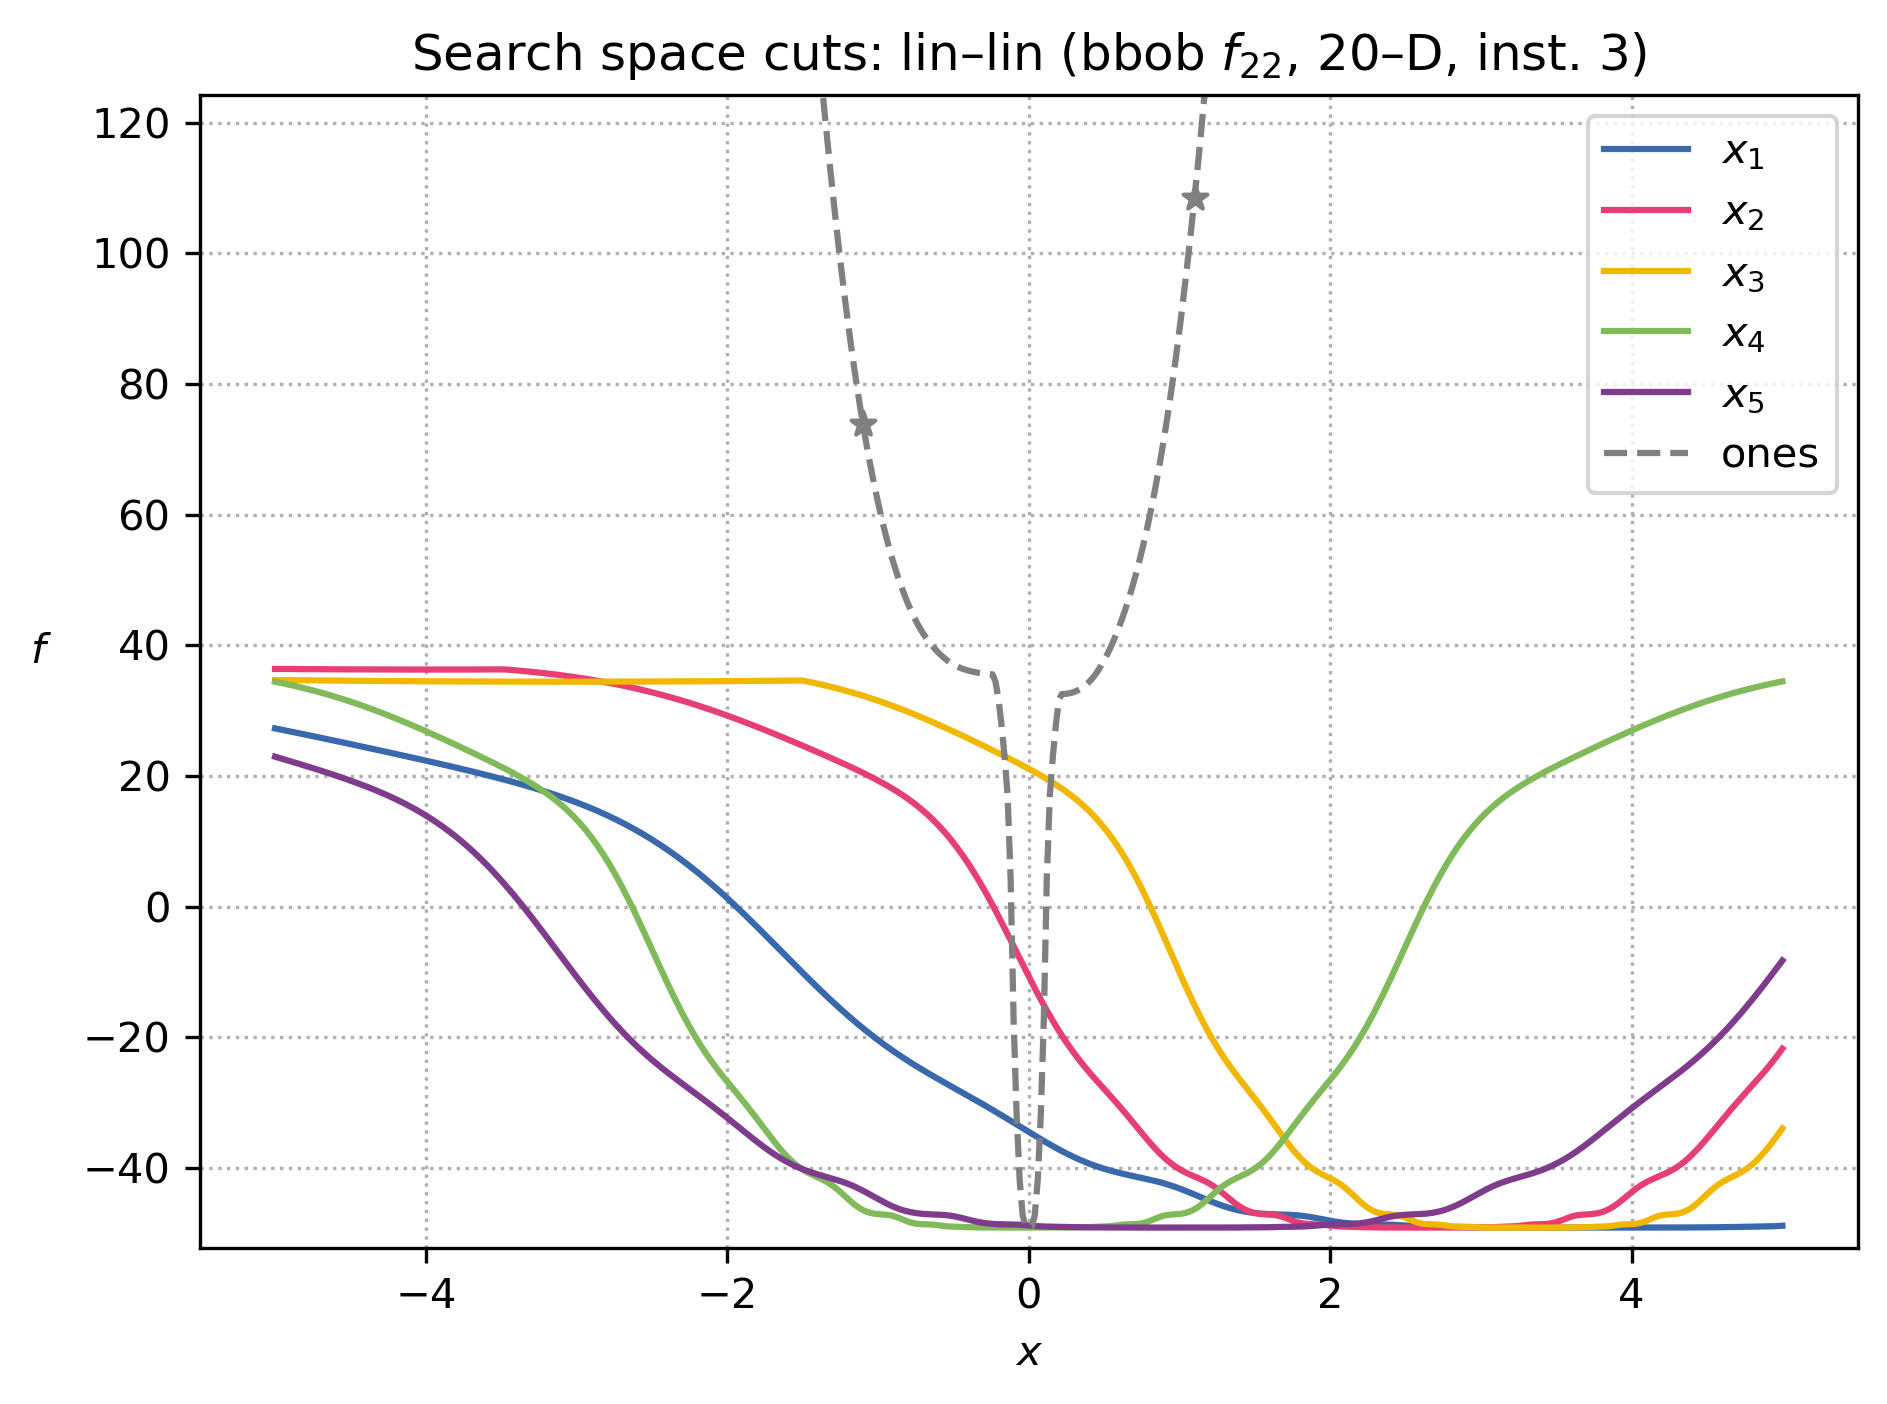 Search space cuts: lin–lin (bbob f22, 20–D, inst. 3)
120
100
80
60
40
20
0
−20
−40
f
−4
−2
0
2
4
x
x1
x2
x3
x4
x5
ones